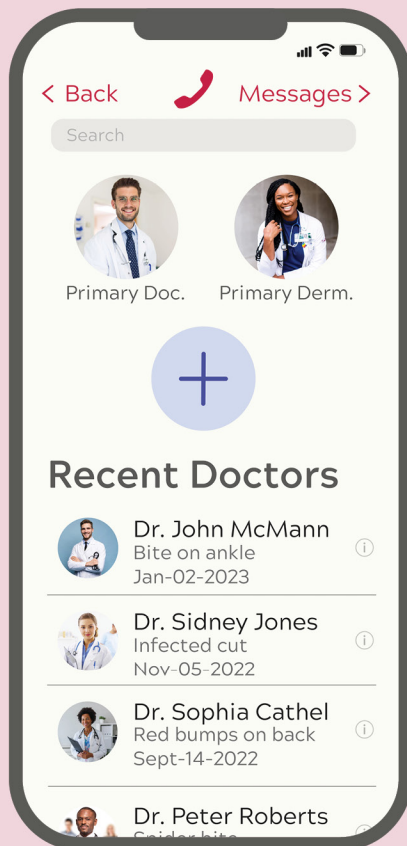 < Back
Messages >
Search
Primary Doc.
Primary Derm.
Recent Doctors
Dr. John McMann
Bite on ankle
Jan-02-2023
Dr. Sidney Jones
Infected cut
Nov-05-2022
Dr. Sophia Cathel
Red bumps on back
Sept-14-2022
Dr. Peter Roberts
Spider bite